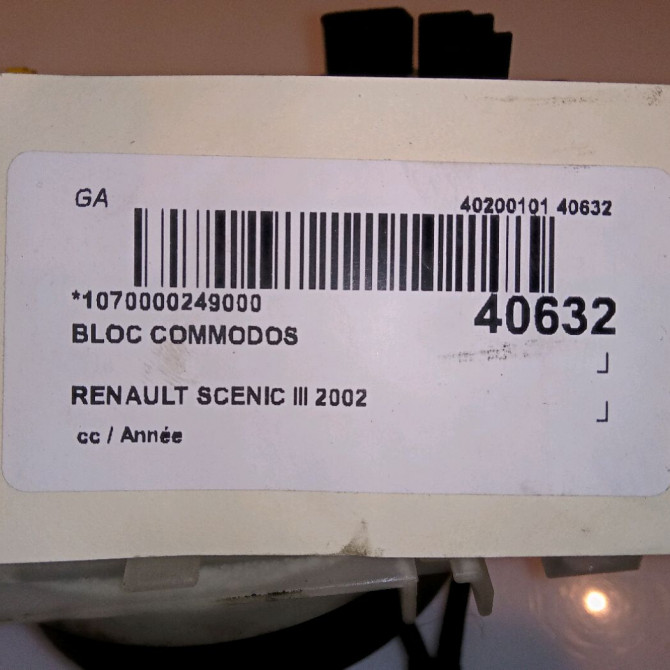 GA
40200101 40632
*1070000249000
40632
BLOC COMMODOS
RENAULT SCENIC III 2002
cc / Année